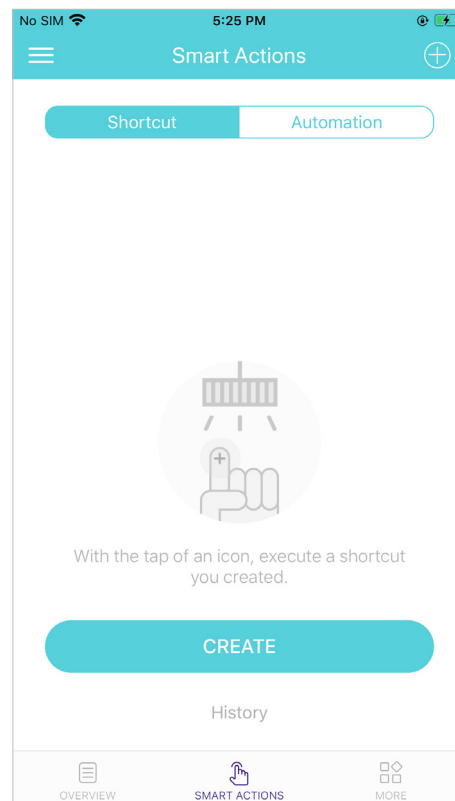 No SIM 5:25 PM
Smart Actions
Shortcut Automation
With the tap of an icon, execute a shortcut
you created.
CREATE
History
OVERVIEW SMART ACTIONS MORE